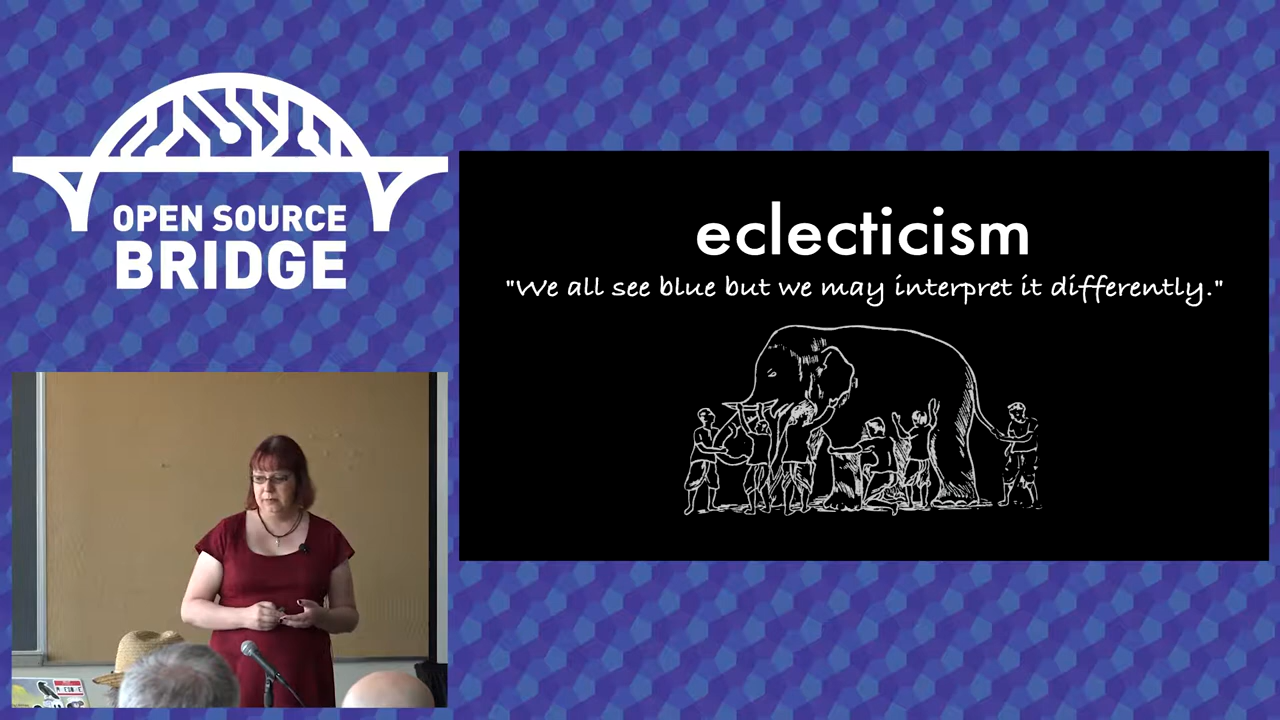 OPEN SOURCE
BRIDGE
eclecticism
"We all see blue but we may interpret it differently."